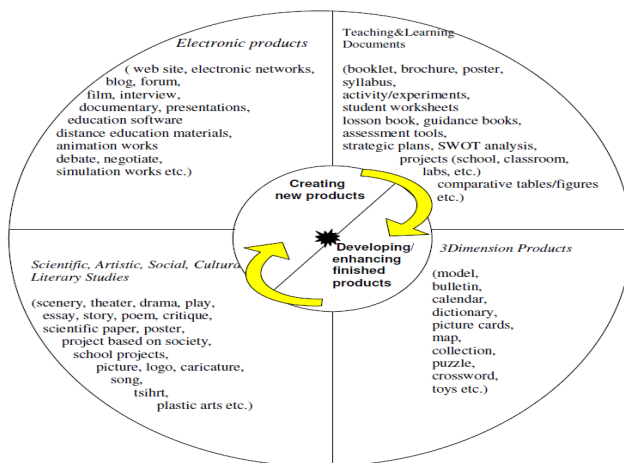 Electronic products
( web site, electronic networks,
blog, forum,
film, interview,
documentary, presentations,
education software
distance education materials,
animation works
debate, negotiate,
simulation works etc.)
Teaching&Learning
Documents
(booklet, brochure, poster,
syllabus,
activity/experiments,
student worksheets
losson book, guidance books,
assessment tools,
strategic plans, SWOT analysis,
projects (school, classroom,
labs, etc.)
comparative tables/figures
etc.)
Creating
new products
Developing/
enhancing
finished
products
Scientific, Artistic, Social, Cultura
Literary Studies
(scenery, theater, drama, play,
essay, story, poem, critique,
scientific paper, poster,
project based on society,
school projects,
picture, logo, caricature,
song,
tsihrt,
plastic arts etc.)
3Dimension Products
(model,
bulletin,
calendar,
dictionary,
picture cards,
map,
collection,
puzzle,
crossword,
toys etc.)